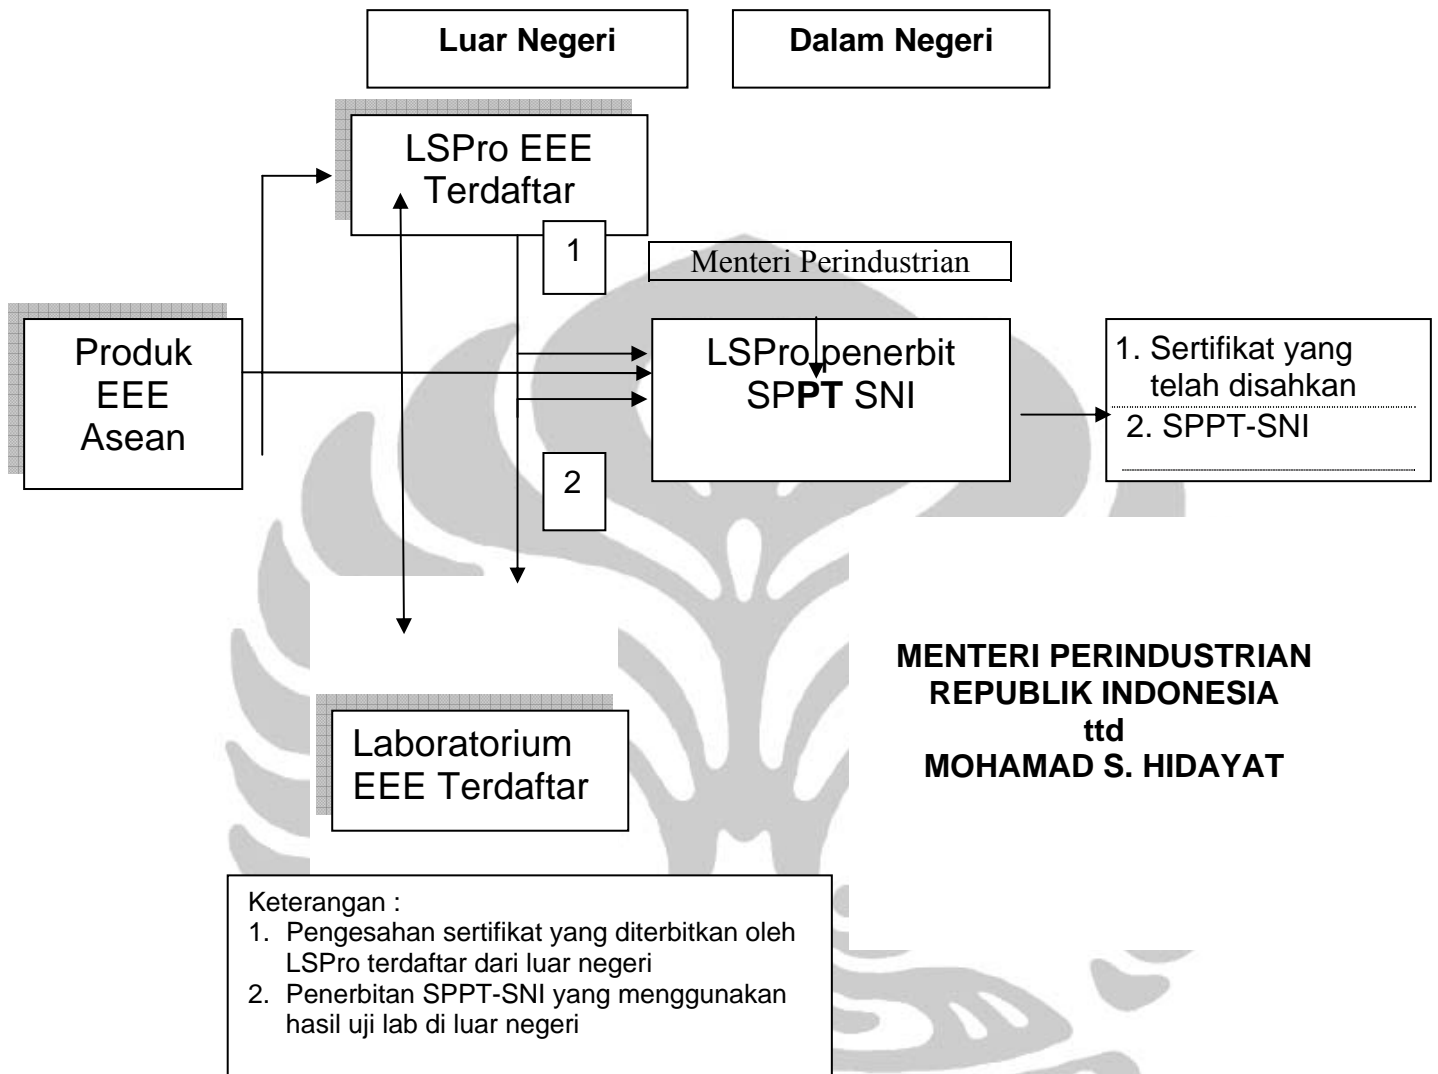 Luar Negeri
Dalam Negeri
LSPro EEE
Terdaftar
1
Menteri Perindustrian
Produk
EEE
Asean
LSPro penerbit
SPPT SNI
1. Sertifikat yang
telah disahkan
2. SPPT-SNI
2
MENTERI PERINDUSTRIAN
REPUBLIK INDONESIA
ttd
MOHAMAD S. HIDAYAT
Laboratorium
EEE Terdaftar
Keterangan :
1. Pengesahan sertifikat yang diterbitkan oleh
LSPro terdaftar dari luar negeri
2. Penerbitan SPPT-SNI yang menggunakan
hasil uji lab di luar negeri